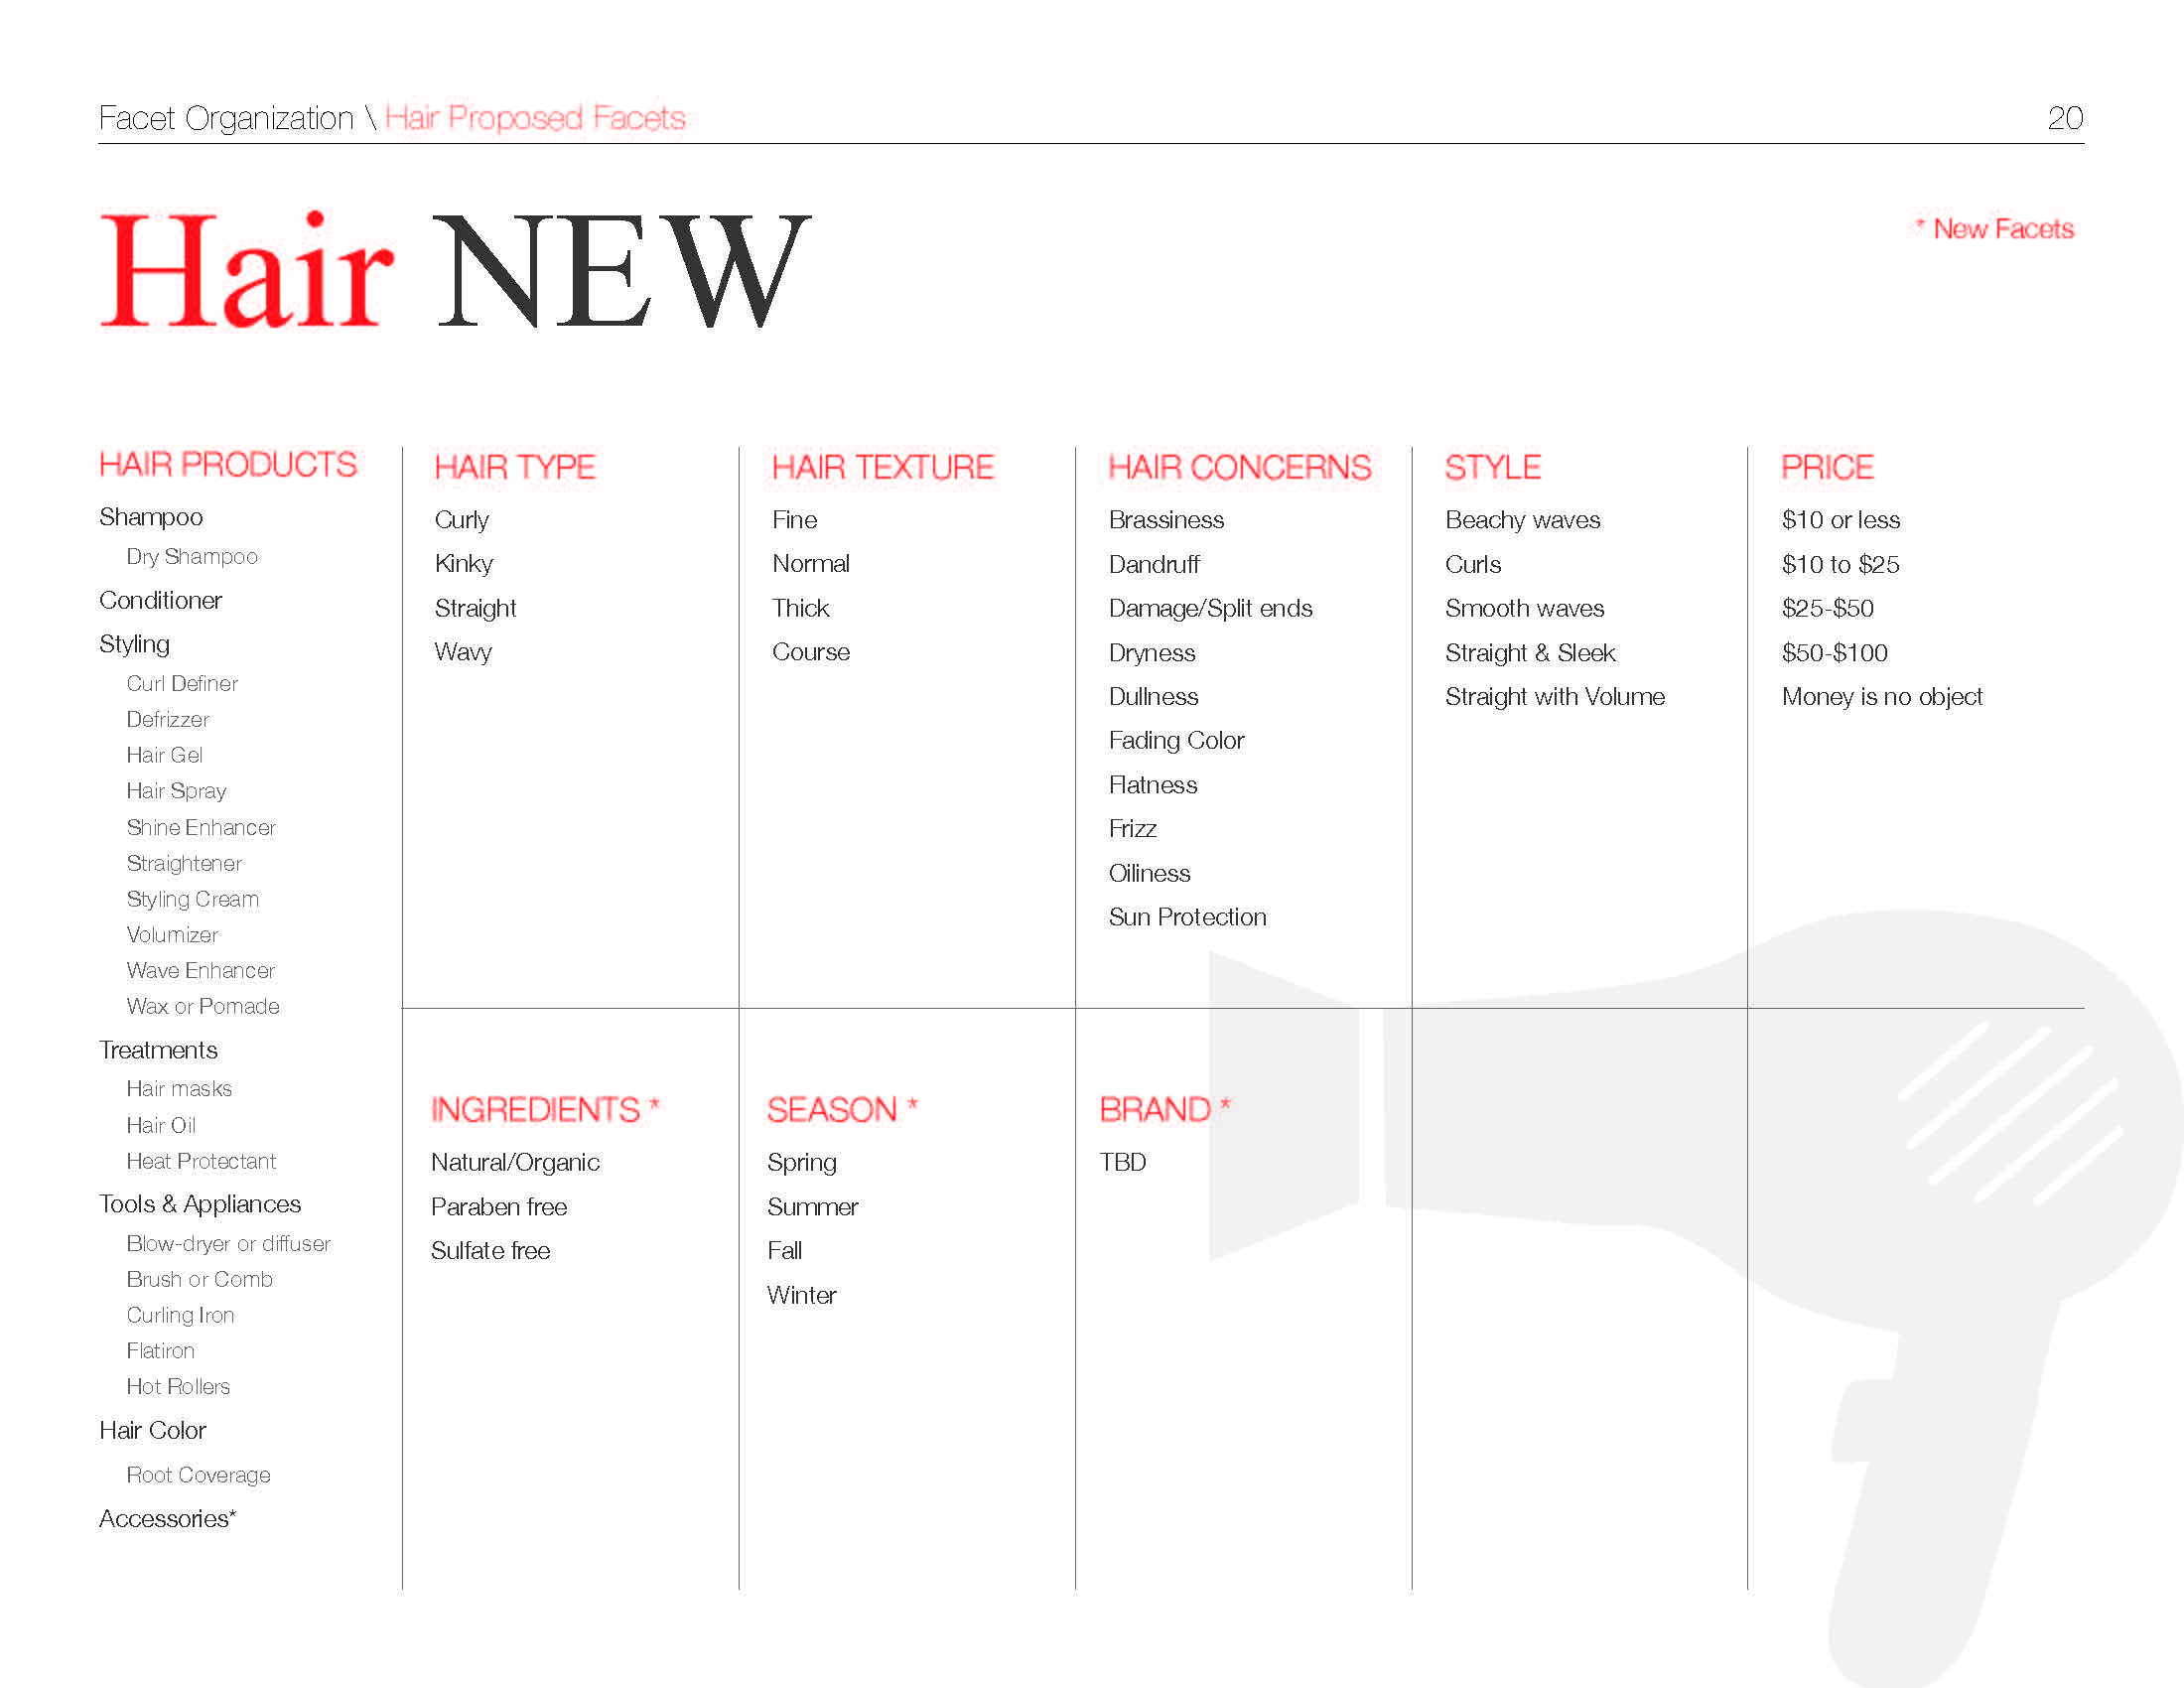 Facet Organization \ Hair Proposed Facets
20
Hair NEW
* New Facets
HAIR PRODUCTS
Shampoo
Dry Shampoo
Conditioner
Styling
Curl Definer
Defrizzer
Hair Gel
Hair Spray
Shine Enhancer
Straightener
Styling Cream
Volumizer
Wave Enhancer
Wax or Pomade
Treatments
Hair masks
Hair Oil
Heat Protectant
Tools & Appliances
Blow-dryer or diffuser
Brush or Comb
Curling Iron
Flatiron
Hot Rollers
Hair Color
Root Coverage
Accessories*
HAIR TYPE
Curly
Kinky
Straight
Wavy
HAIR TEXTURE
Fine
Normal
Thick
Course
HAIR CONCERNS
Brassiness
Dandruff
Damage/Split ends
Dryness
Dullness
Fading Color
Flatness
Frizz
Oiliness
Sun Protection
STYLE
Beachy waves
Curls
Smooth waves
Straight & Sleek
Straight with Volume
PRICE
$10 or less
$10 to $25
$25-$50
$50-$100
Money is no object
INGREDIENTS *
Natural/Organic
Paraben free
Sulfate free
SEASON *
Spring
Summer
Fall
Winter
BRAND *
TBD